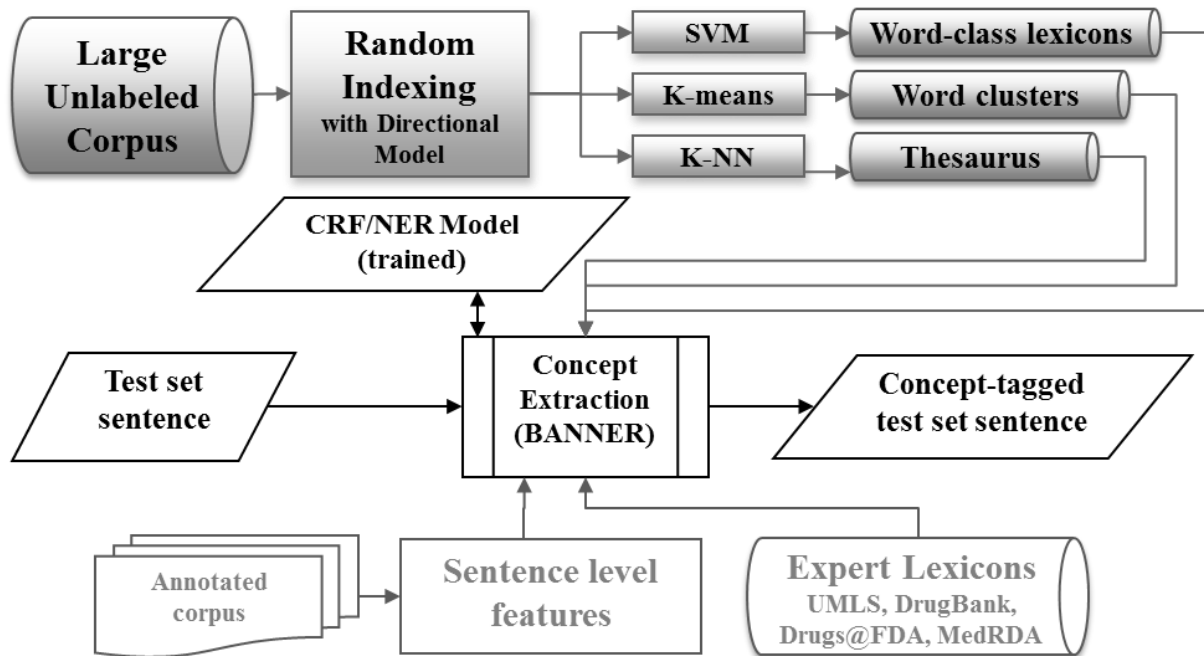 Large
Unlabeled
Corpus
Random
Indexing
with Directional
Model
SVM
Word-class lexicons
K-means
Word clusters
K-NN
Thesaurus
CRF/NER Model
(trained)
Test set
sentence
Concept
Extraction
(BANNER)
Concept-tagged
test set sentence
Annotated
corpus
Sentence level
features
Expert Lexicons
UMLS, DrugBank,
Drugs@FDA, MedRDA